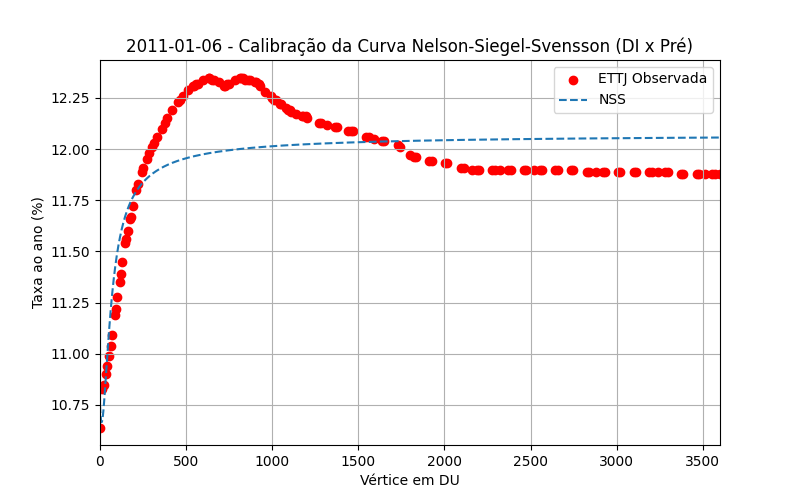 2011-01-06 - Calibração da Curva Nelson-Siegel-Svensson (DI x Pré)
ETTJ Observada
NSS
Taxa ao ano (%)
12.25
12.00
11.75
11.50
11.25
11.00
10.75
0 500 1000 1500 2000 2500 3000 3500
Vértice em DU